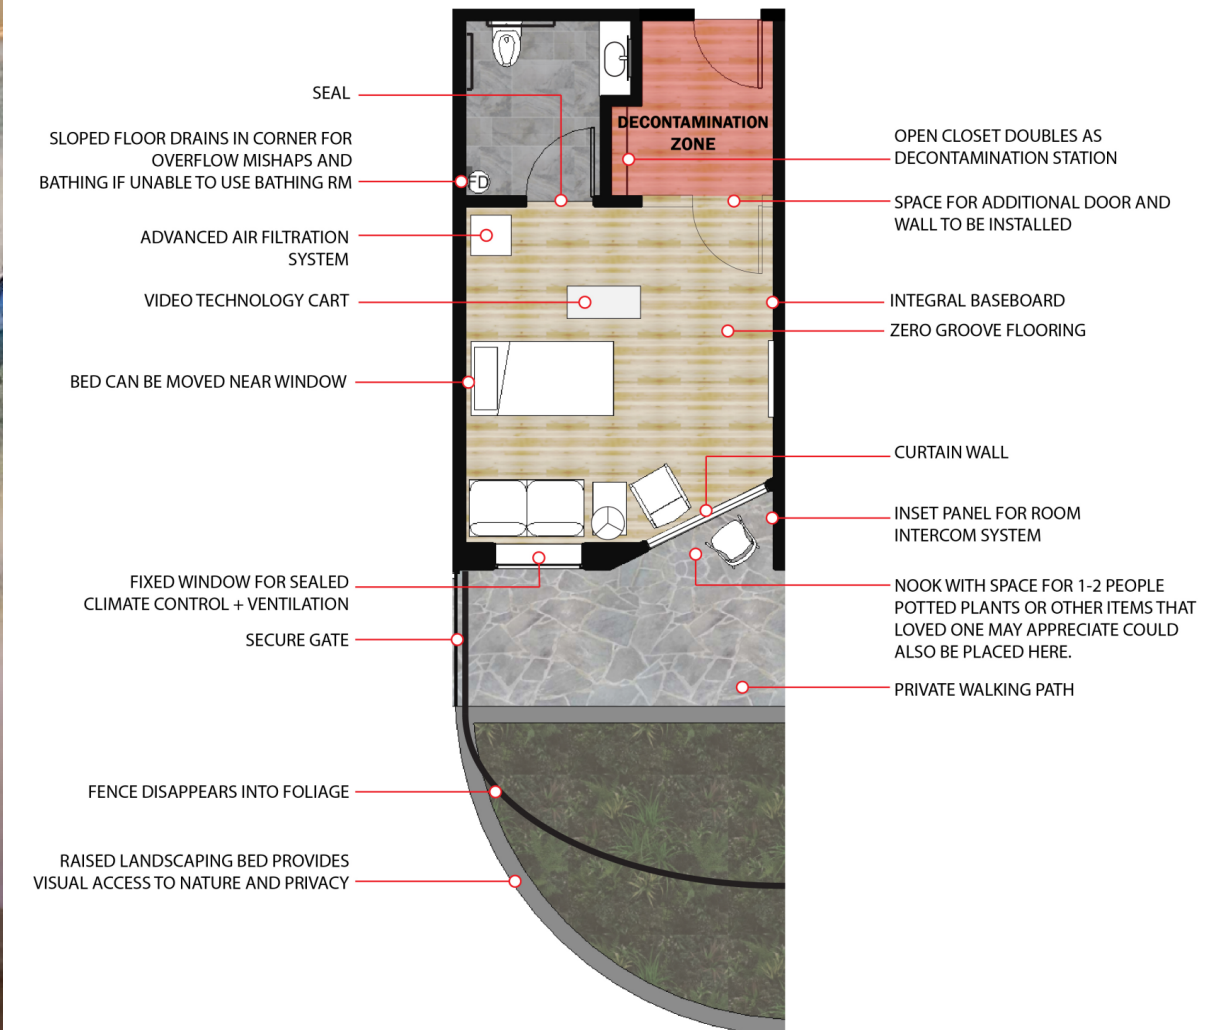 SEAL
SLOPED FLOOR DRAINS IN CORNER FOR
OVERFLOW MISHAPS AND
BATHING IF UNABLE TO USE BATHING RM
FD
ADVANCED AIR FILTRATION
SYSTEM
VIDEO TECHNOLOGY CART
BED CAN BE MOVED NEAR WINDOW
FIXED WINDOW FOR SEALED
CLIMATE CONTROL + VENTILATION
SECURE GATE
FENCE DISAPPEARS INTO FOLIAGE
RAISED LANDSCAPING BED PROVIDES
VISUAL ACCESS TO NATURE AND PRIVACY
DECONTAMINATION
ZONE
OPEN CLOSET DOUBLES AS
DECONTAMINATION STATION
SPACE FOR ADDITIONAL DOOR AND
WALL TO BE INSTALLED
INTEGRAL BASEBOARD
ZERO GROOVE FLOORING
CURTAIN WALL
INSET PANEL FOR ROOM
INTERCOM SYSTEM
NOOK WITH SPACE FOR 1-2 PEOPLE
POTTED PLANTS OR OTHER ITEMS THAT
LOVED ONE MAY APPRECIATE COULD
ALSO BE PLACED HERE.
PRIVATE WALKING PATH